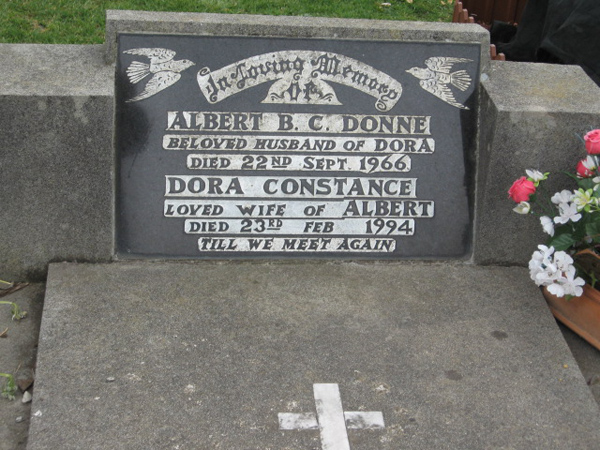 In Loving Memory
Of
ALBERT B. C. DONNE
BELOVED HUSBAND OF DORA
DIED 22ND SEPT. 1966.
DORA CONSTANCE
LOVED WIFE OF ALBERT
DIED 23RD FEB 1994
TILL WE MEET AGAIN